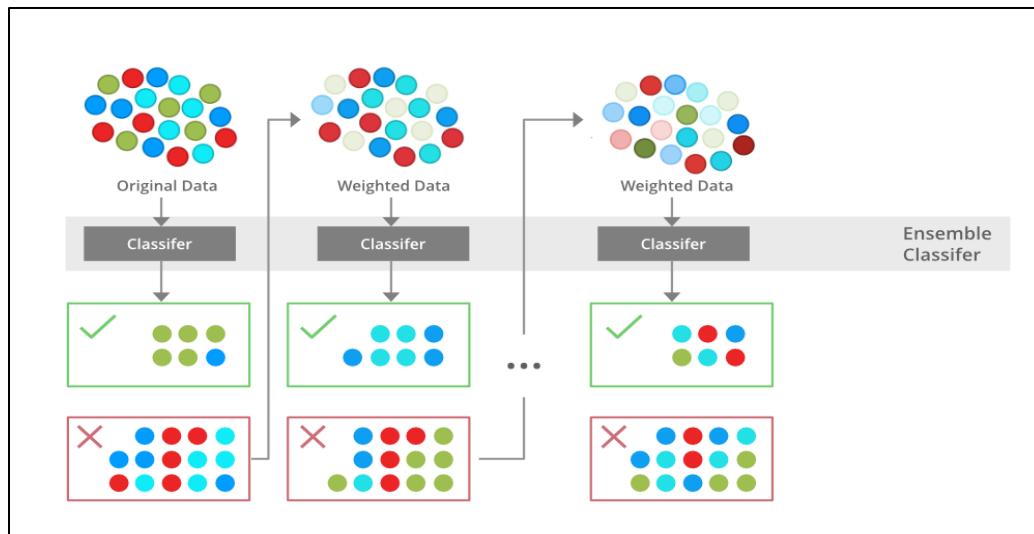 Original Data
Weighted Data
Weighted Data
Classifer
Classifer
Classifer
Ensemble
Classifer
...